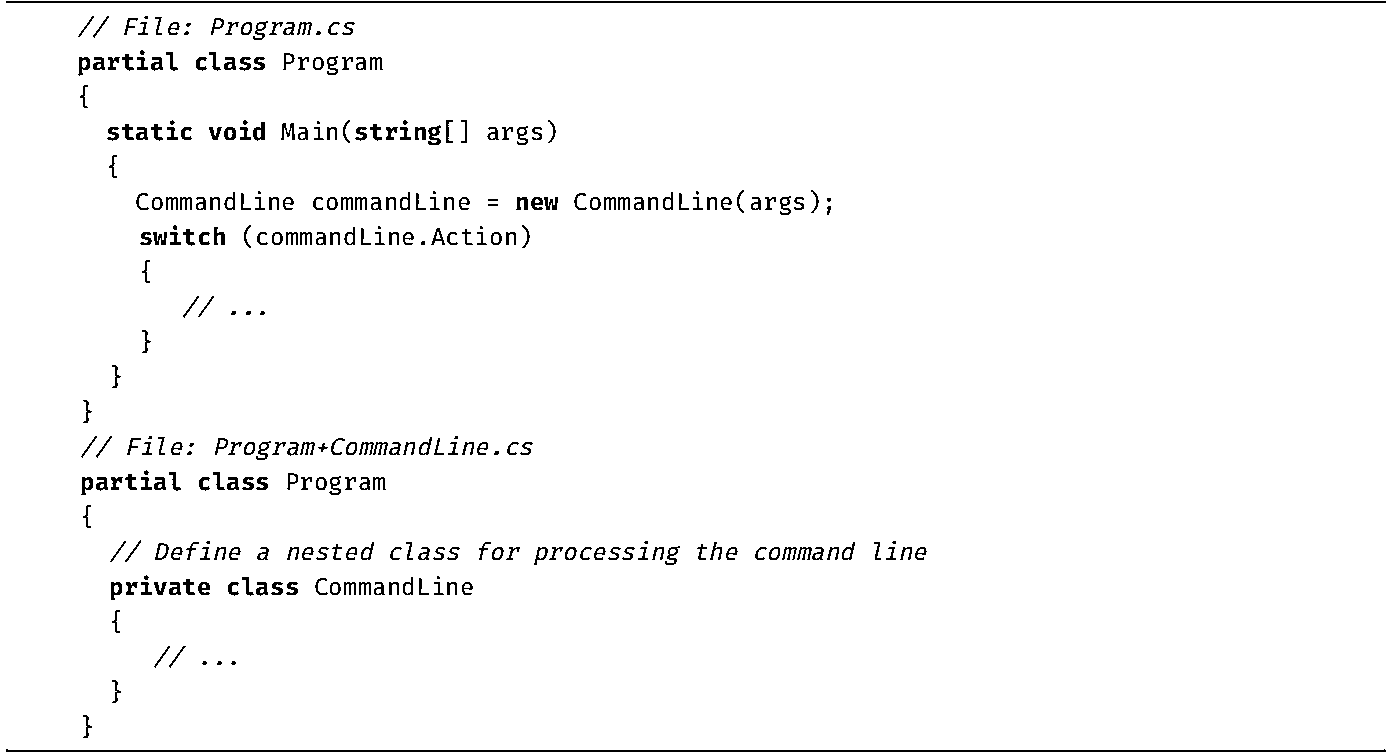 // File: Program.cs
partial class Program
{
  static void Main(string[] args)
  {
    CommandLine commandLine = new CommandLine(args);
    switch (commandLine.Action)
    {
       // ...
    }
  }
}
// File: Program+CommandLine.cs
partial class Program
{
  // Define a nested class for processing the command line
  private class CommandLine
  {
     // ...
  }
}